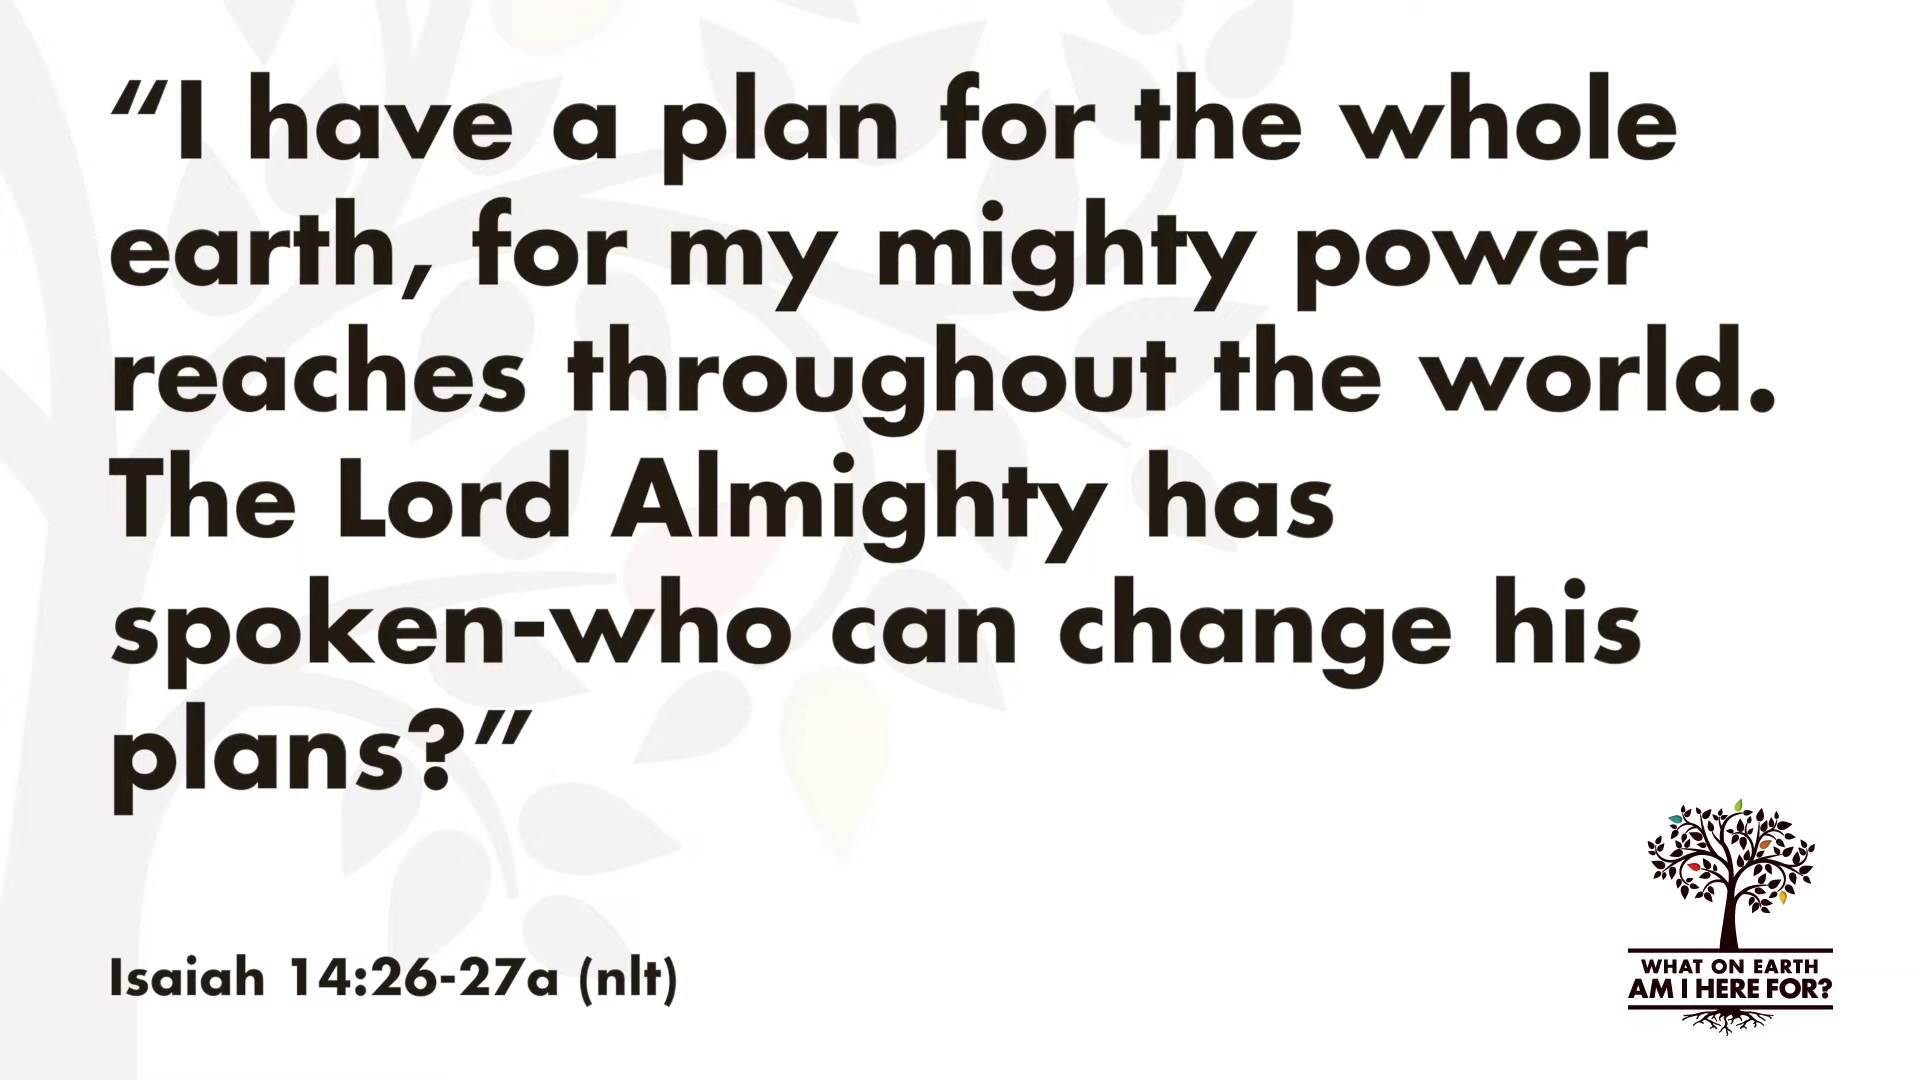 “I have a plan for the whole
earth, for my mighty power
reaches throughout the world.
The Lord Almighty has
spoken-who can change his
plans?”
Isaiah 14:26-27a (nlt)
WHAT ON EARTH
AM I HERE FOR?